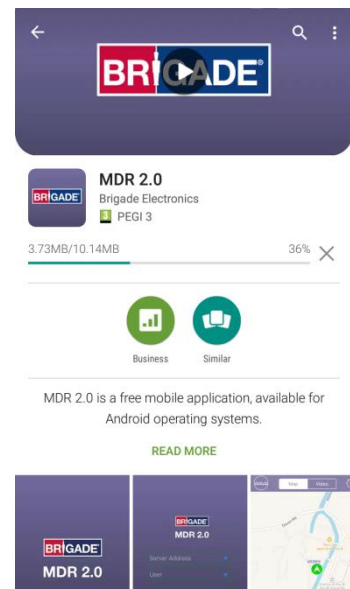 BRIGADE
BRIGADE
MDR 2.0
Brigade Electronics
3 PEGI 3
3.73MB/10.14MB 36%
Business Similar
MDR 2.0 is a free mobile application, available for
Android operating systems.
READ MORE
BRIGADE
MDR 2.0
BRIGADE
MDR 2.0
Server Address
User
Map Video